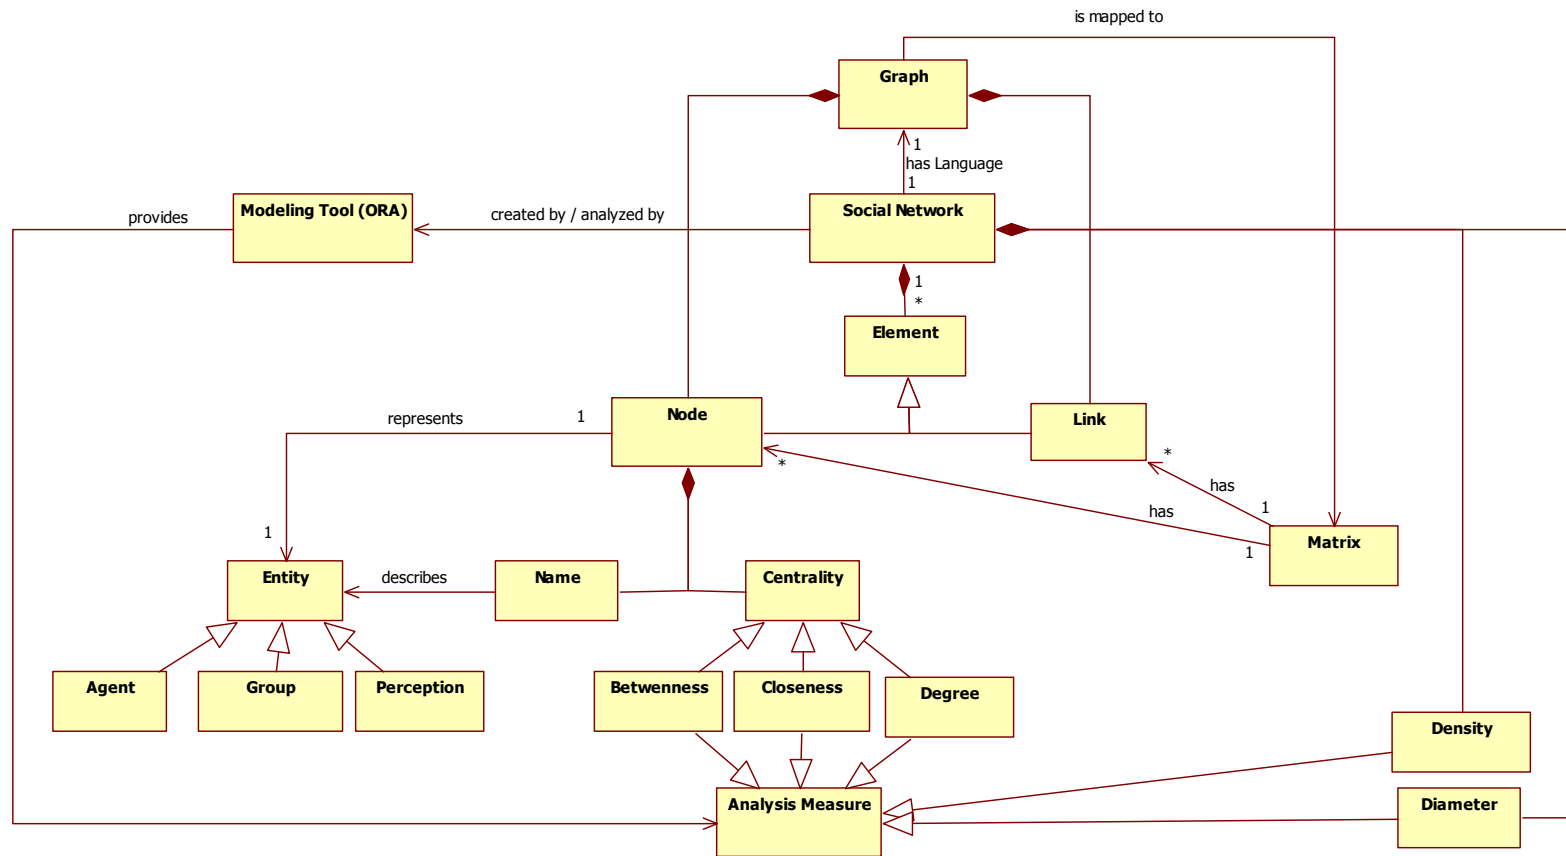 is mapped to
Graph
1
has Language
1
Modeling Tool (ORA)
provides
created by / analyzed by
Social Network
1
*
Element
Node
Link
represents
1
*
*
has
has
1
1
Matrix
1
Entity
describes
Name
Centrality
Agent
Group
Perception
Betwenness
Closeness
Degree
Density
Analysis Measure
Diameter